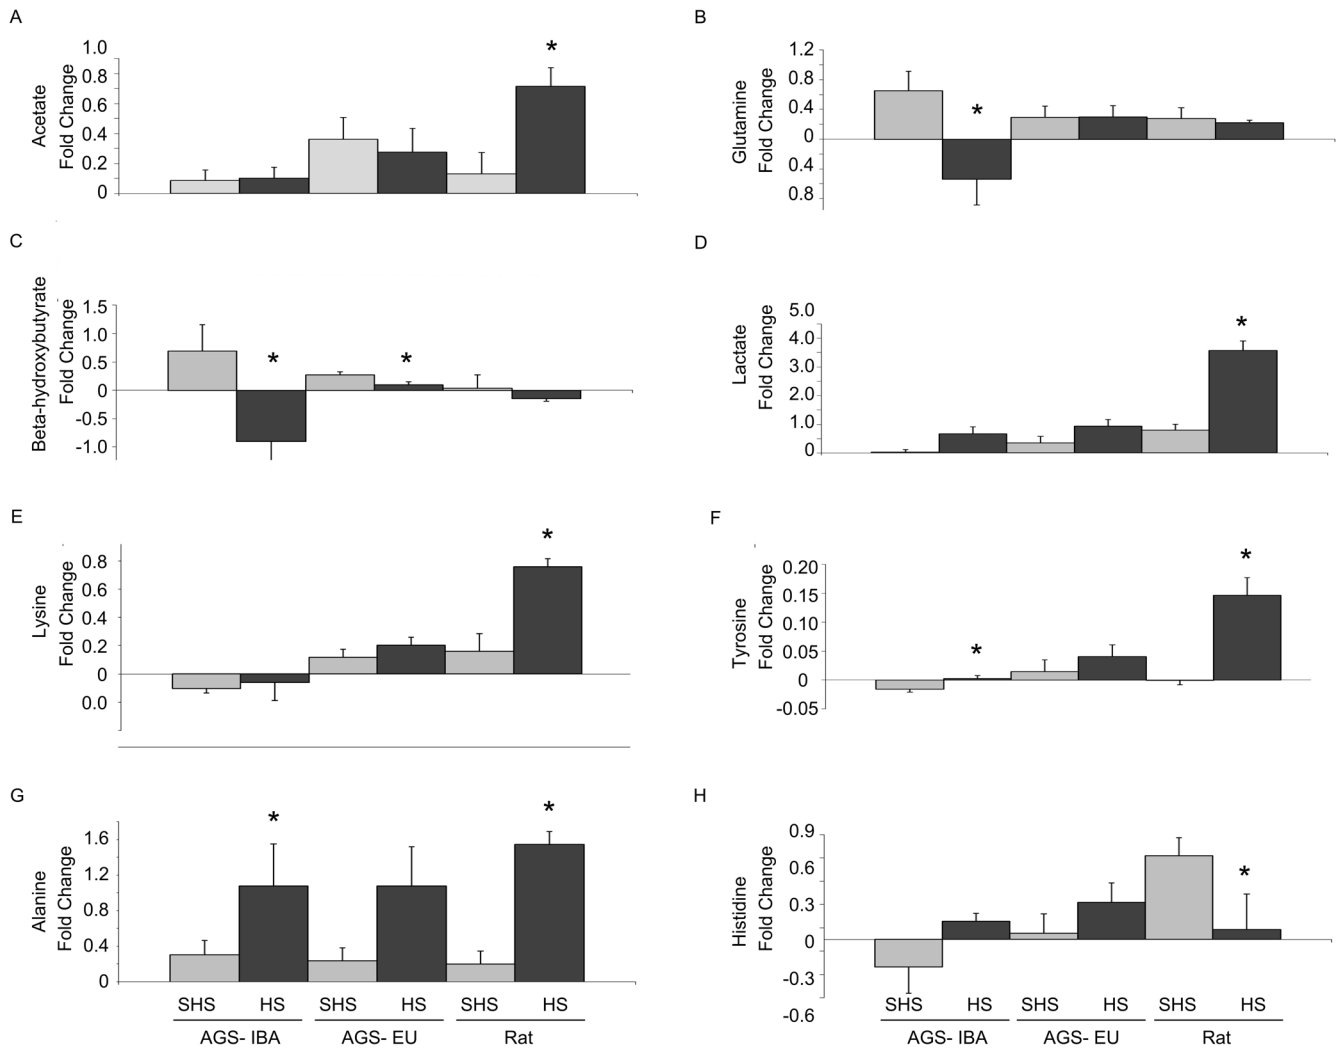 A
Acetate
Fold Change
1.0
0.8
0.6
0.4
0.2
0
*
B
Glutamine
Fold Change
1.2
0.8
0.4
0
0.4
0.8
*
C
Beta-hydroxybutyrate
Fold Change
1.5
1.0
0.5
0
-0.5
-1.0
* *
D
Lactate
Fold Change
5.0
4.0
3.0
2.0
1.0
0
*
E
Lysine
Fold Change
0.8
0.6
0.4
0.2
0
0.0
*
F
Tyrosine
Fold Change
0.20
0.15
0.10
0.05
0
-0.05
* *
G
Alanine
Fold Change
1.6
1.2
0.8
0.4
0
* *
SHS HS SHS HS SHS HS
AGS- IBA AGS- EU Rat
H
Histidine
Fold Change
0.9
0.6
0.3
0
-0.3
-0.6
*
SHS HS SHS HS SHS HS
AGS- IBA AGS- EU Rat